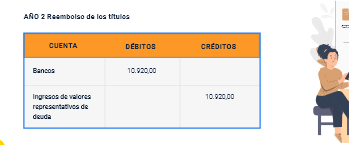 AÑO 2 Reembolso de los títulos
CUENTA DÉBITOS CRÉDITOS
Bancos 10.920,00
Ingresos de valores 10.920,00
representativos de
deuda